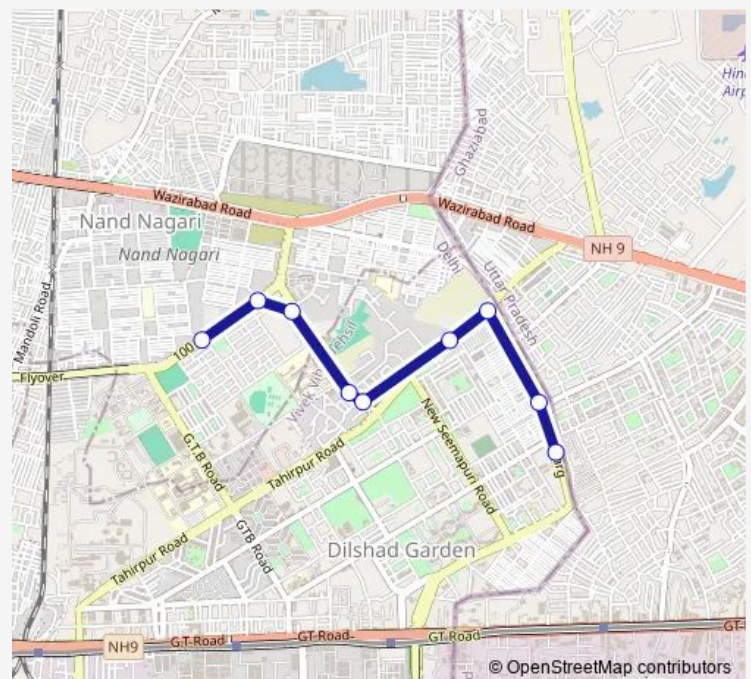 Ghaziabad
Wazirabad Road
Wazirabad Road
Nand Nagari
Nand Nagari
Delhi
Uttar Pradesh
NH 9
Mandoli Road
100
Flyover
G.T.B Road
Tahirpur Road
New Seemapuri Road
Tahirpur Road
GTB Road
Dilshad Garden
NH9
G.T Road
GT Road
GT Road
GT
© OpenStreetMap contributors